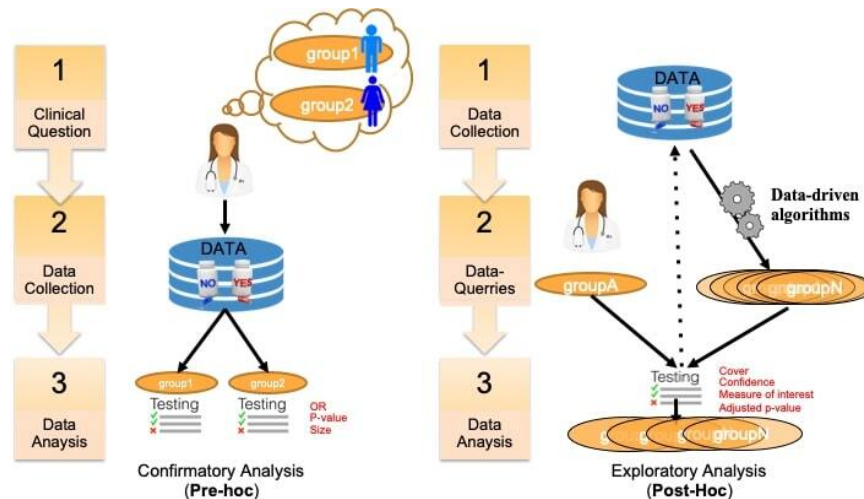 1
Clinical
Question
2
Data
Collection
3
Data
Anaysis
group1
group2
DATA
NO YES
group1 group2
Testing Testing
OR
P-value
Size
Confirmatory Analysis
(Pre-hoc)
1
Data
Collection
2
Data-
Querries
3
Data
Anaysis
DATA
NO YES
Data-driven
algorithms
groupA
groupN
Testing
Cover
Confidence
Measure of interest
Adjusted p-value
groupN
Exploratory Analysis
(Post-Hoc)